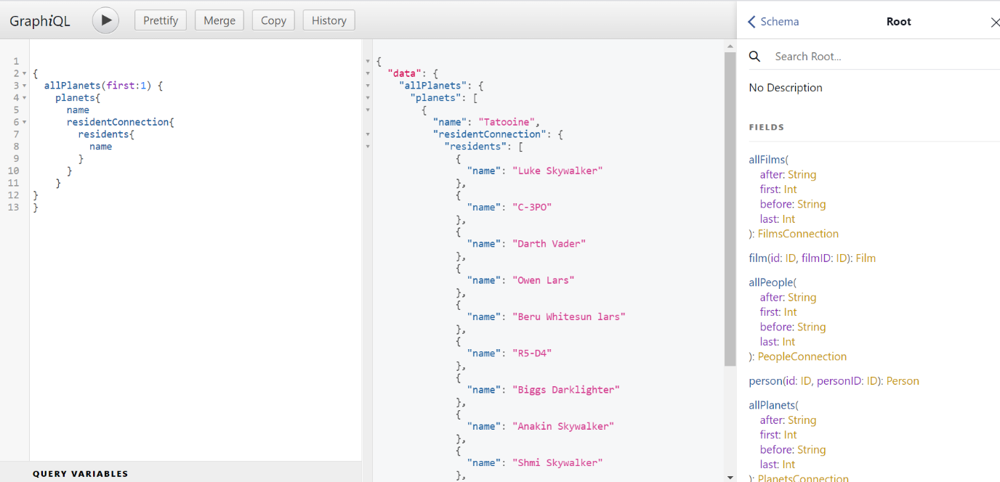 GraphiQL Prettify Merge Copy History
1
2 {
3 allPlanets(first:1) {
4 planets{
5 name
6 residentConnection{
7 residents{
8 name
9 }
10 }
11 }
12 }
13 }
QUERY VARIABLES
{
"data": {
"allPlanets": {
"planets": [
{
"name": "Tatooine",
"residentConnection": {
"residents": [
{
"name": "Luke Skywalker"
},
{
"name": "C-3PO"
},
{
"name": "Darth Vader"
},
{
"name": "Owen Lars"
},
{
"name": "Beru Whitesun lars"
},
{
"name": "R5-D4"
},
{
"name": "Biggs Darklighter"
},
{
"name": "Anakin Skywalker"
},
{
"name": "Shmi Skywalker"
},
Schema Root
Search Root...
No Description
FIELDS
allFilms(
after: String
first: Int
before: String
last: Int
): FilmsConnection
film(id: ID, filmID: ID): Film
allPeople(
after: String
first: Int
before: String
last: Int
): PeopleConnection
person(id: ID, personID: ID): Person
allPlanets(
after: String
first: Int
before: String
last: Int
): PlanetsConnection